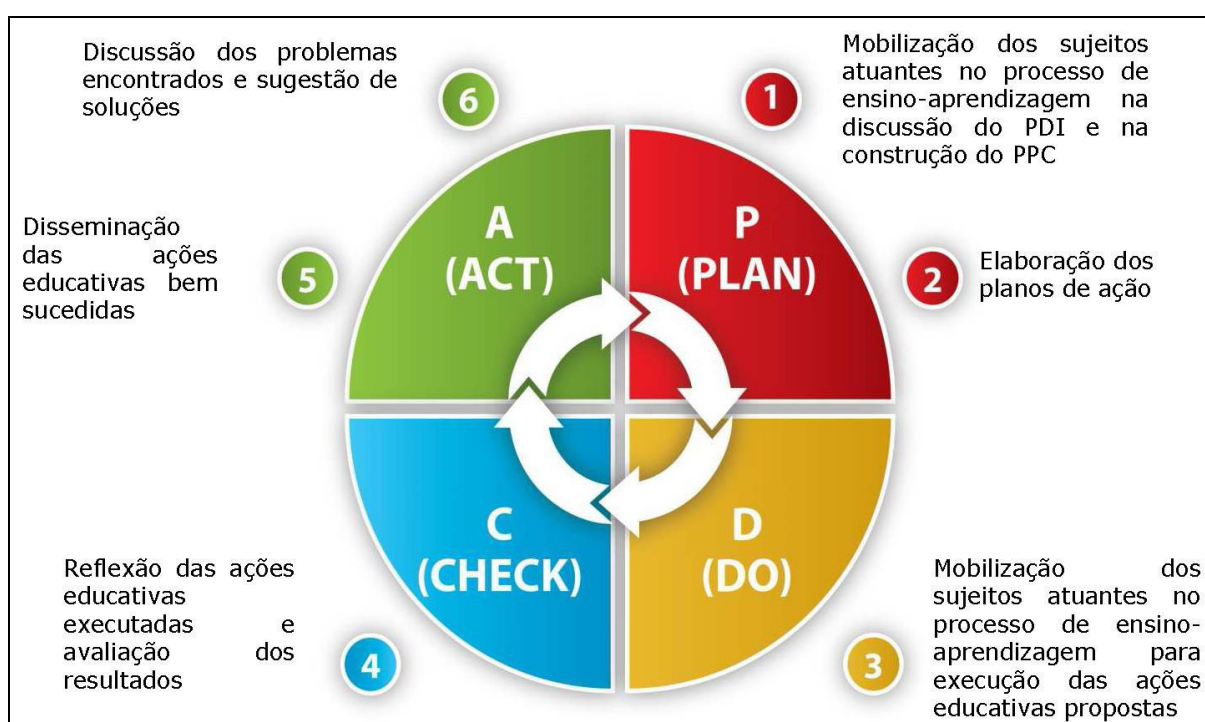 Discussão dos problemas
encontrados e sugestão de
soluções
6
1
Mobilização dos sujeitos
atuantes no processo de
ensino-aprendizagem na
discussão do PDI e na
construção do PPC
Disseminação
das ações
educativas bem
sucedidas
5
A
(ACT)
P
(PLAN)
2
Elaboração dos
planos de ação
C
(CHECK)
D
(DO)
Reflexão das ações
educativas
executadas e
avaliação dos
resultados
4
3
Mobilização dos
sujeitos atuantes no
processo de ensino-
aprendizagem para
execução das ações
educativas propostas